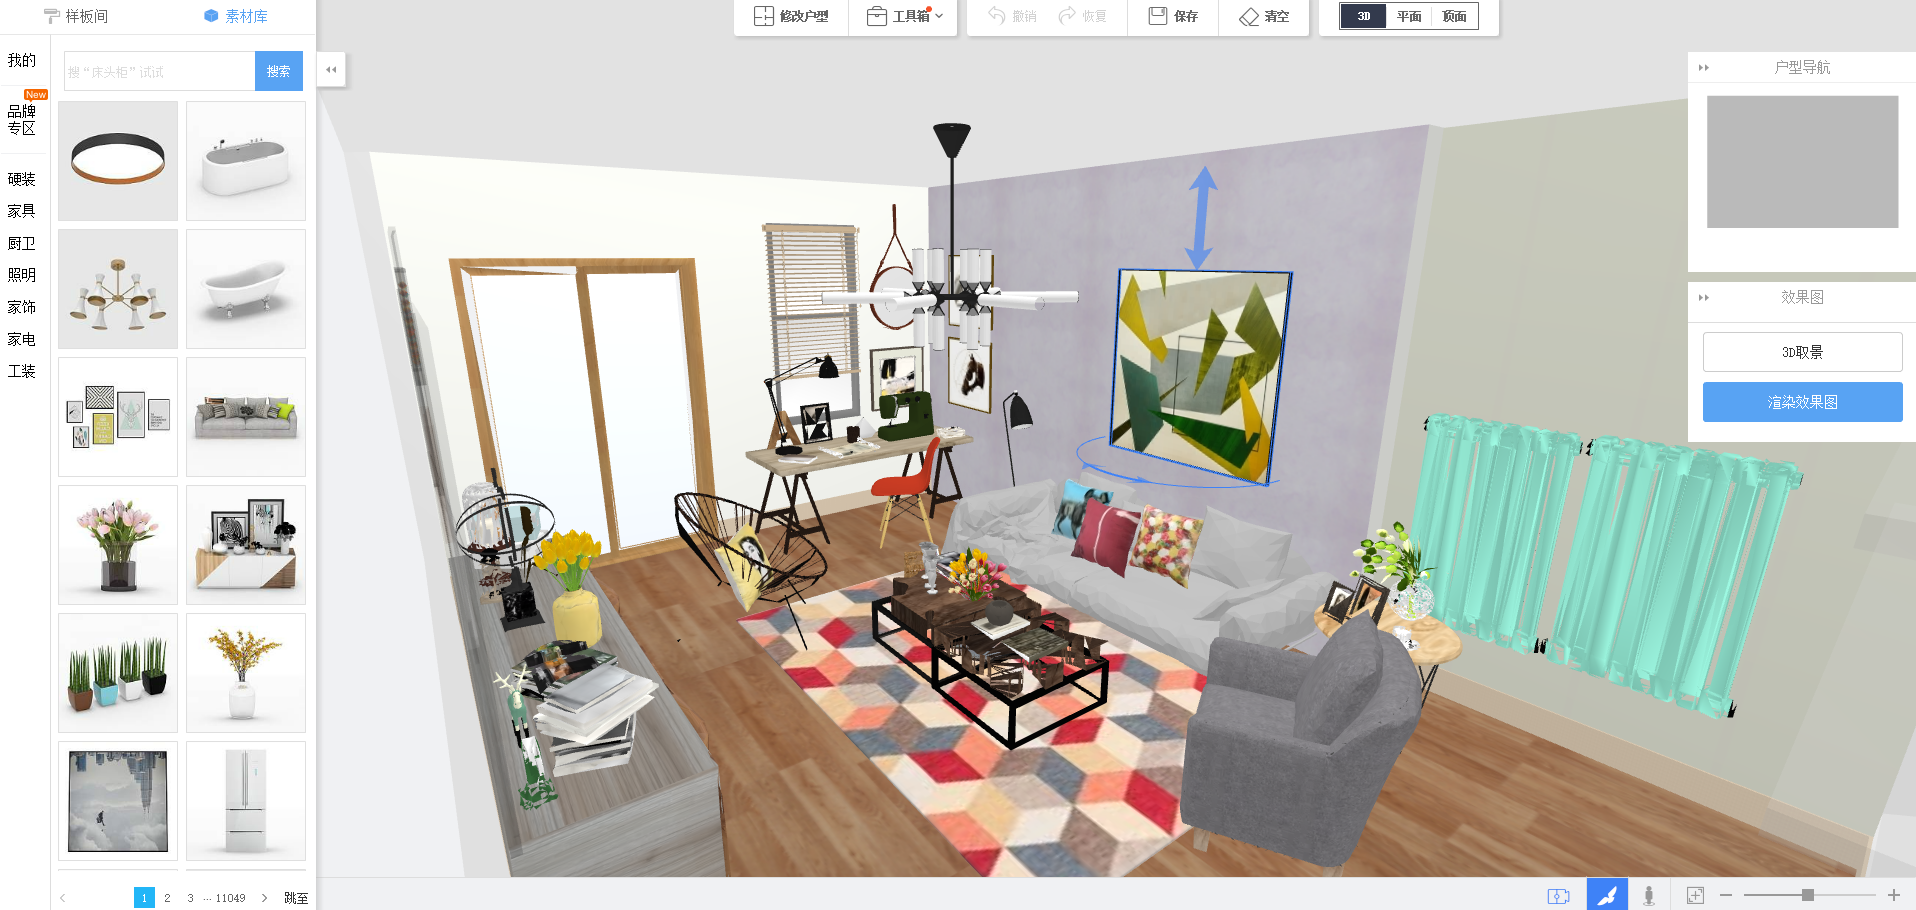 样板间
素材库
修改户型
工具箱
撤销
恢复
保存
清空
3D
平面
顶面
我的
搜“床头柜”试试
搜索
New
品牌
专区
硬装
家具
厨卫
照明
家饰
家电
工装
户型导航
效果图
3D取景
渲染效果图
1 2 3 ... 11049
跳至